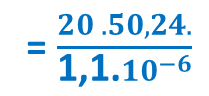 = 20 .50,24.
1,1.10⁻⁶